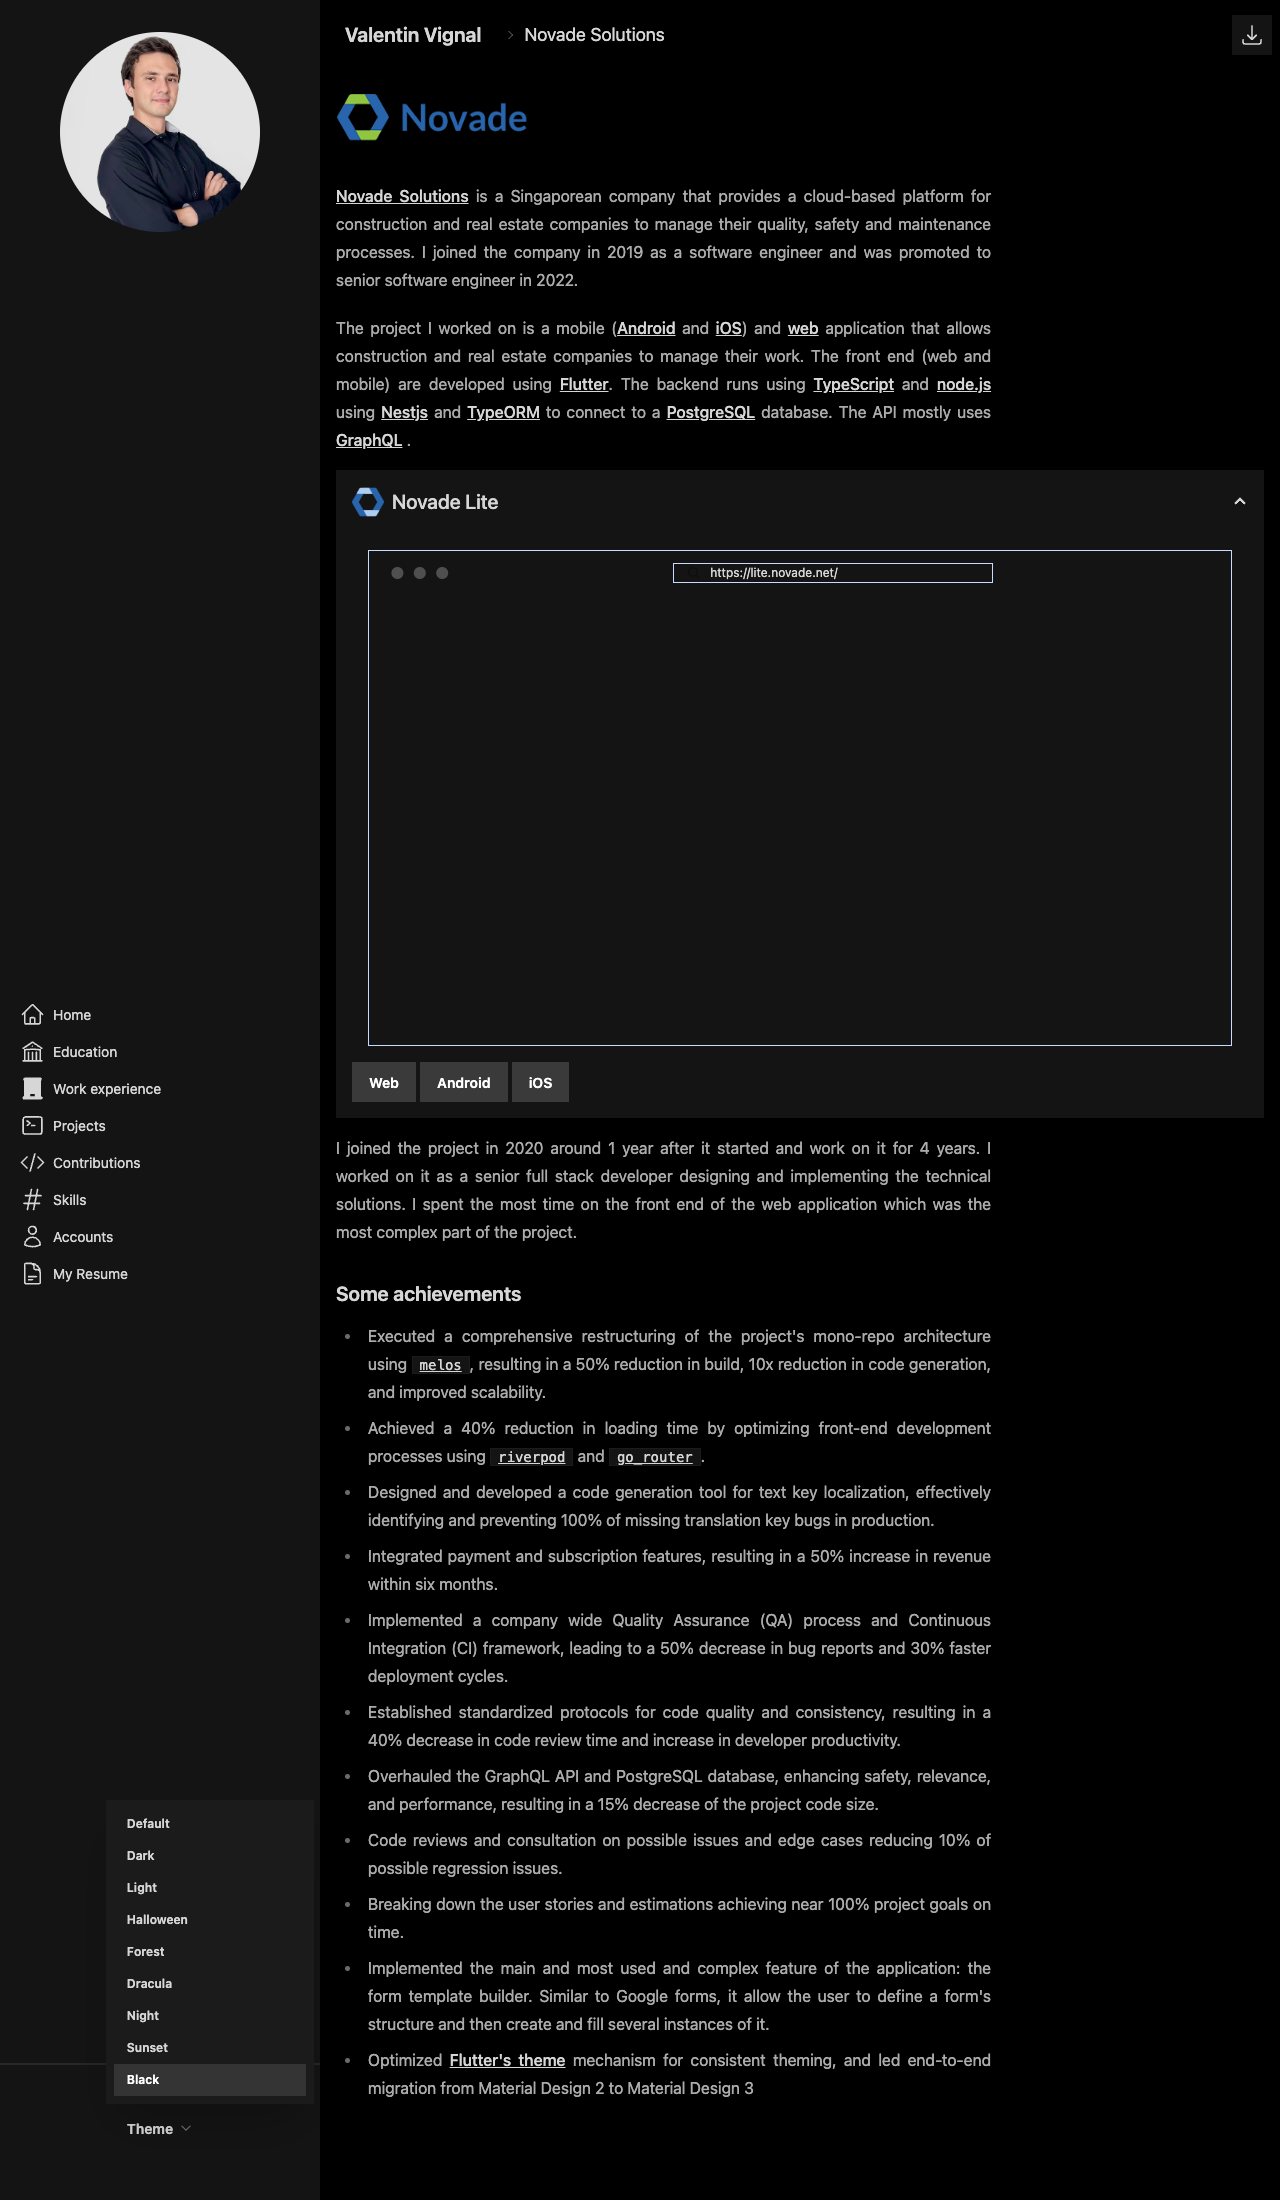 Valentin Vignal
Novade Solutions
Novade
Novade Solutions is a Singaporean company that provides a cloud-based platform for
construction and real estate companies to manage their quality, safety and maintenance
processes. I joined the company in 2019 as a software engineer and was promoted to
senior software engineer in 2022.
The project I worked on is a mobile (Android and iOS) and web application that allows
construction and real estate companies to manage their work. The front end (web and
mobile) are developed using Flutter. The backend runs using TypeScript and node.js
using Nestjs and TypeORM to connect to a PostgreSQL database. The API mostly uses
GraphQL .
Novade Lite
https://lite.novade.net/
Web
Android
iOS
I joined the project in 2020 around 1 year after it started and work on it for 4 years. I
worked on it as a senior full stack developer designing and implementing the technical
solutions. I spent the most time on the front end of the web application which was the
most complex part of the project.
Some achievements
Executed a comprehensive restructuring of the project's mono-repo architecture
using melos, resulting in a 50% reduction in build, 10x reduction in code generation,
and improved scalability.
Achieved a 40% reduction in loading time by optimizing front-end development
processes using riverpod and go_router.
Designed and developed a code generation tool for text key localization, effectively
identifying and preventing 100% of missing translation key bugs in production.
Integrated payment and subscription features, resulting in a 50% increase in revenue
within six months.
Implemented a company wide Quality Assurance (QA) process and Continuous
Integration (CI) framework, leading to a 50% decrease in bug reports and 30% faster
deployment cycles.
Established standardized protocols for code quality and consistency, resulting in a
40% decrease in code review time and increase in developer productivity.
Overhauled the GraphQL API and PostgreSQL database, enhancing safety, relevance,
and performance, resulting in a 15% decrease of the project code size.
Code reviews and consultation on possible issues and edge cases reducing 10% of
possible regression issues.
Breaking down the user stories and estimations achieving near 100% project goals on
time.
Implemented the main and most used and complex feature of the application: the
form template builder. Similar to Google forms, it allow the user to define a form's
structure and then create and fill several instances of it.
Optimized Flutter's theme mechanism for consistent theming, and led end-to-end
migration from Material Design 2 to Material Design 3
Home
Education
Work experience
Projects
Contributions
Skills
Accounts
My Resume
Default
Dark
Light
Halloween
Forest
Dracula
Night
Sunset
Black
Theme